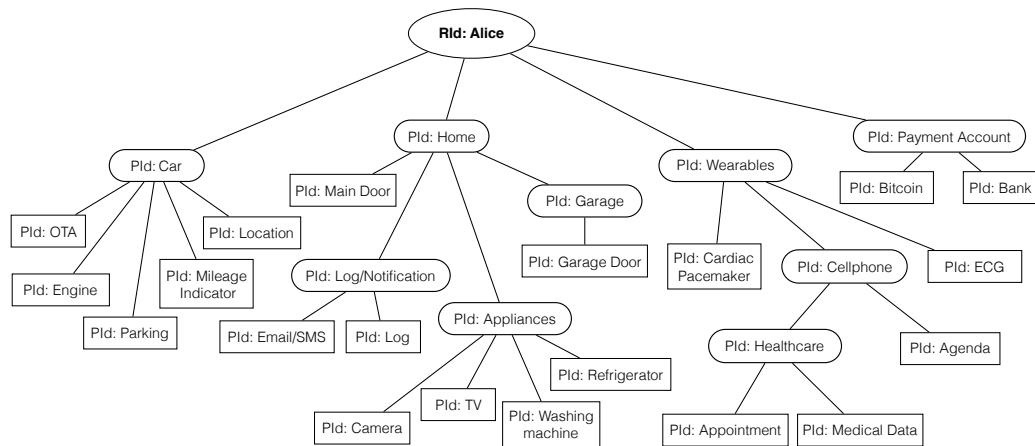 RId: Alice
PId: Home
PId: Payment Account
PId: Car
PId: Wearables
PId: Main Door
PId: Bitcoin
PId: Bank
PId: Garage
PId: OTA
PId: Location
PId: Garage Door
PId: Cardiac
Pacemaker
PId: Cellphone
PId: ECG
PId: Mileage
Indicator
PId: Log/Notification
PId: Engine
PId: Appliances
PId: Parking
PId: Email/SMS
PId: Log
PId: Healthcare
PId: Agenda
PId: Refrigerator
PId: TV
PId: Camera
PId: Washing
machine
PId: Appointment
PId: Medical Data